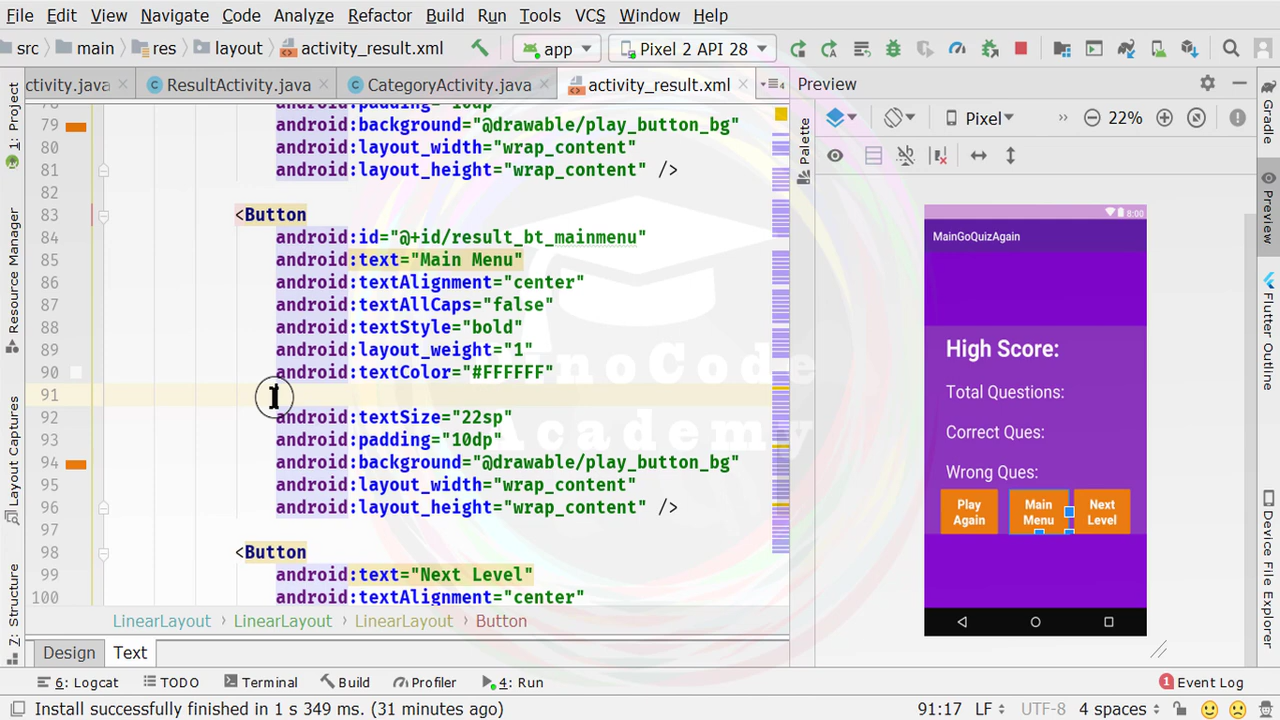 File Edit View Navigate Code Analyze Refactor Build Run Tools VCS Window Help
src main res layout activity_result.xml app Pixel 2 API 28
ctivity.java ResultActivity.java CategoryActivity.java activity_result.xml 4 Preview
android:padding="10dp"
79 android:background="@drawable/play_button_bg"
80 android:layout_width="wrap_content"
81 android:layout_height="wrap_content" />
82
83 <Button
84 android:id="@+id/result_bt_mainmenu"
85 android:text="Main Menu"
86 android:textAlignment="center"
87 android:textAllCaps="false"
88 android:textStyle="bold"
89 android:layout_weight="1"
90 android:textColor="#FFFFFF"
91
92 android:textSize="22sp
93 android:padding="10dp"
94 android:background="@drawable/play_button_bg"
95 android:layout_width="wrap_content"
96 android:layout_height="wrap_content" />
97
98 <Button
99 android:text="Next Level"
100 android:textAlignment="center"
LinearLayout LinearLayout LinearLayout Button
Design Text
Pixel 22%
8:00
MainGoQuizAgain
High Score:
Total Questions:
Correct Ques:
Wrong Ques:
Play Again
Main Menu
Next Level
1: Project
Resource Manager
Layout Captures
Z: Structure
Palette
Gradle
Preview
Flutter Outline
Device File Explorer
6: Logcat TODO Terminal Build Profiler 4: Run 1 Event Log
Install successfully finished in 1 s 349 ms. (31 minutes ago) 91:17 LF UTF-8 4 spaces